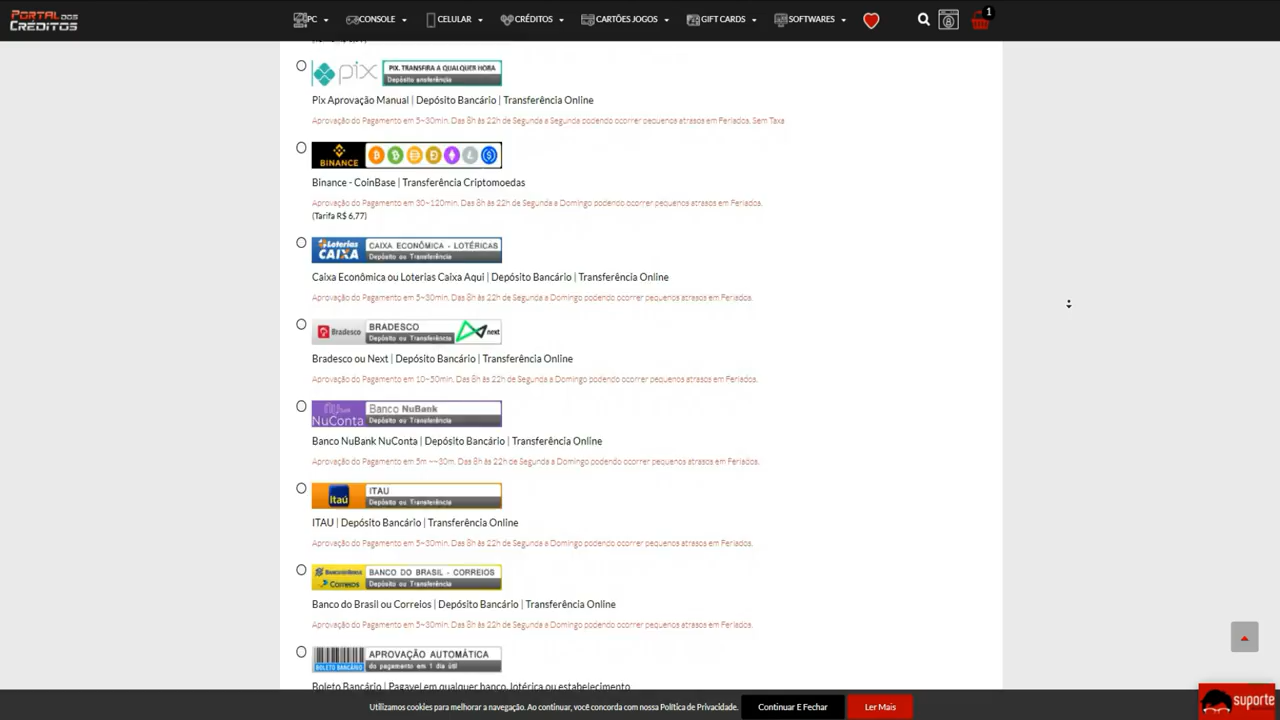 PORTAL DOS
CRÉDITOS
PC
CONSOLE
CELULAR
CRÉDITOS
CARTÕES JOGOS
GIFT CARDS
SOFTWARES
1
pix
PIX. TRANSFIRA A QUALQUER HORA
Depósito ansferência
Pix Aprovação Manual | Depósito Bancário | Transferência Online
Aprovação do Pagamento em 5~30min. Das 8h às 22h de Segunda a Segunda podendo ocorrer pequenos atrasos em Feriados. Sem Taxa
BINANCE
Binance - CoinBase | Transferência Criptomoedas
Aprovação do Pagamento em 30~120min. Das 8h às 22h de Segunda a Domingo podendo ocorrer pequenos atrasos em Feriados.
(Tarifa R$ 6,77)
Loterias
CAIXA
CAIXA ECONÔMICA - LOTÉRICAS
Depósito ou Transferência
Caixa Econômica ou Loterias Caixa Aqui | Depósito Bancário | Transferência Online
Aprovação do Pagamento em 5~30min. Das 8h às 22h de Segunda a Domingo podendo ocorrer pequenos atrasos em Feriados.
Bradesco
BRADESCO
Depósito ou Transferência
next
Bradesco ou Next | Depósito Bancário | Transferência Online
Aprovação do Pagamento em 10~50min. Das 8h às 22h de Segunda a Domingo podendo ocorrer pequenos atrasos em Feriados.
NuConta
Banco NuBank
Depósito ou Transferência
Banco NuBank NuConta | Depósito Bancário | Transferência Online
Aprovação do Pagamento em 5m ~~30m. Das 8h às 22h de Segunda a Domingo podendo ocorrer pequenos atrasos em Feriados.
Itaú
ITAU
Depósito ou Transferência
ITAU | Depósito Bancário | Transferência Online
Aprovação do Pagamento em 5~30min. Das 8h às 22h de Segunda a Domingo podendo ocorrer pequenos atrasos em Feriados.
Correios
BANCO DO BRASIL - CORREIOS
Depósito ou Transferência
Banco do Brasil ou Correios | Depósito Bancário | Transferência Online
Aprovação do Pagamento em 5~30min. Das 8h às 22h de Segunda a Domingo podendo ocorrer pequenos atrasos em Feriados.
BOLETO BANCÁRIO
APROVAÇÃO AUTOMÁTICA
do pagamento em 1 dia útil
Boleto Bancário | Pagavel em qualquer banco, lotérica ou estabelecimento
Utilizamos cookies para melhorar a navegação. Ao continuar, você concorda com nossa Política de Privacidade.
Continuar E Fechar
Ler Mais
suporte